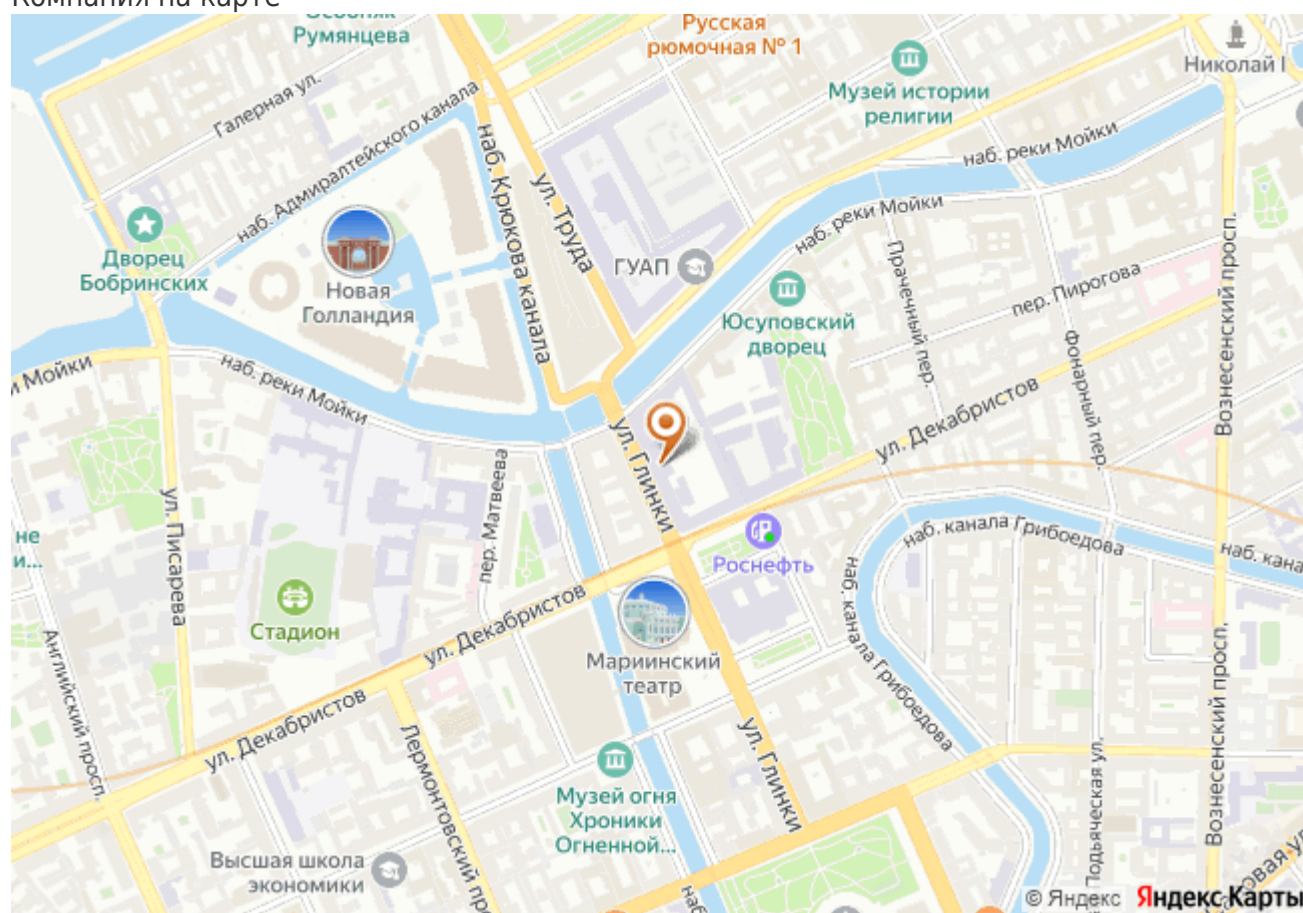 Компания на карте
Особняк
Румянцева
Русская
рюмочная № 1
Николай I
Музей истории
религии
Галерная ул.
наб. Адмиралтейского канала
наб. Крюкова канала
ул. Труда
наб. реки Мойки
наб. реки Мойки
Дворец
Бобринских
Новая
Голландия
ГУАП
Юсуповский
дворец
Прачечный пер.
пер. Пирогова
Фонарный пер.
Вознесенский просп.
и Мойки
наб. реки Мойки
ул. Глинки
ул. Декабристов
ул. Писарева
пер. Матвеева
не
и...
Стадион
Роснефть
наб. канала Грибоедова
наб. кана
наб. канала Грибоедова
ул. Декабристов
Мариинский
театр
Английский просп.
ул. Декабристов
Лермонтовский пр
ул. Глинки
Музей огня
Хроники
Огненной...
Высшая школа
экономики
наб
Подьяческая ул.
Вознесенский просп.
овая ул
© Яндекс Яндекс Карты